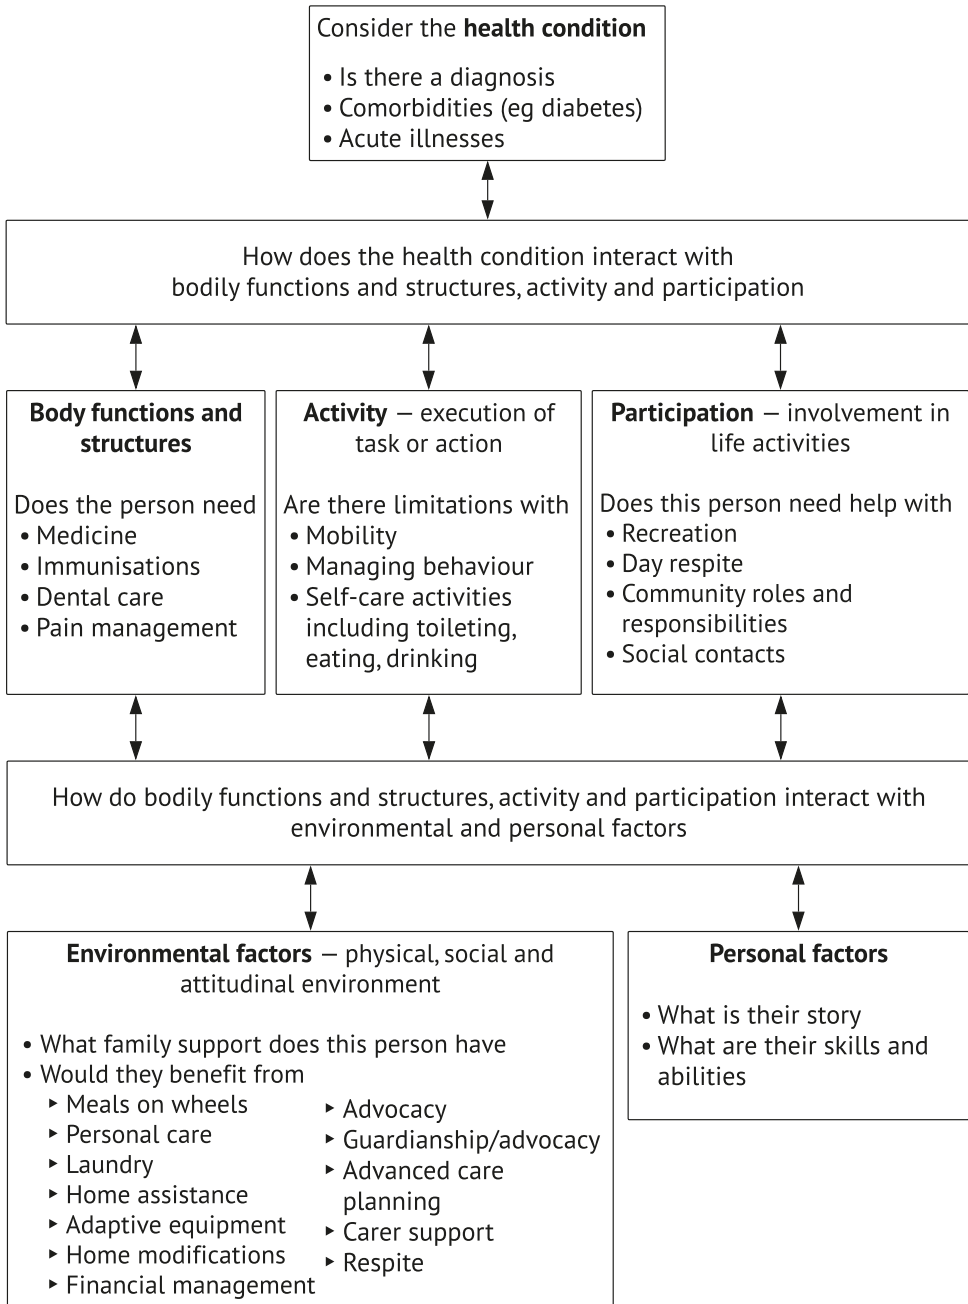 Consider the health condition
• Is there a diagnosis
• Comorbidities (eg diabetes)
• Acute illnesses
How does the health condition interact with
bodily functions and structures, activity and participation
Body functions and
structures
Does the person need
• Medicine
• Immunisations
• Dental care
• Pain management
Activity — execution of
task or action
Are there limitations with
• Mobility
• Managing behaviour
• Self-care activities
including toileting,
eating, drinking
Participation — involvement in
life activities
Does this person need help with
• Recreation
• Day respite
• Community roles and
responsibilities
• Social contacts
How do bodily functions and structures, activity and participation interact with
environmental and personal factors
Environmental factors — physical, social and
attitudinal environment
• What family support does this person have
• Would they benefit from
‣ Meals on wheels
‣ Personal care
‣ Laundry
‣ Home assistance
‣ Adaptive equipment
‣ Home modifications
‣ Financial management
‣ Advocacy
‣ Guardianship/advocacy
‣ Advanced care
planning
‣ Carer support
‣ Respite
Personal factors
• What is their story
• What are their skills and
abilities